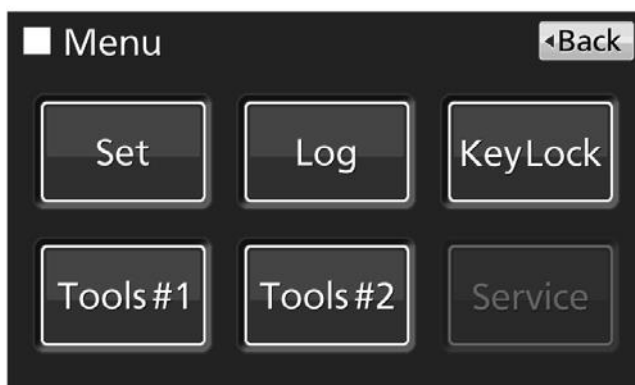 Menu
◂Back
Set
Log
KeyLock
Tools#1
Tools#2
Service